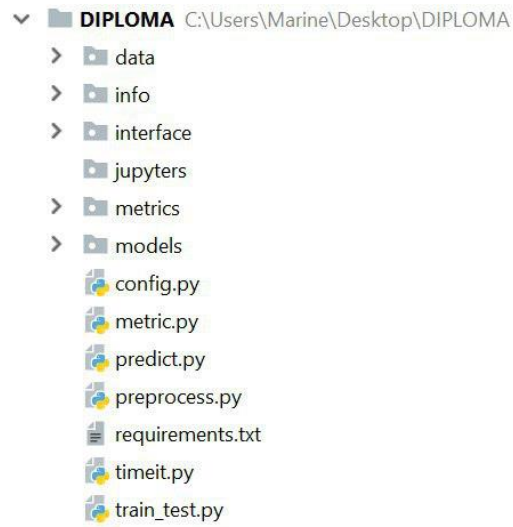 DIPLOMA C:\Users\Marine\Desktop\DIPLOMA
data
info
interface
jupyters
metrics
models
config.py
metric.py
predict.py
preprocess.py
requirements.txt
timeit.py
train_test.py